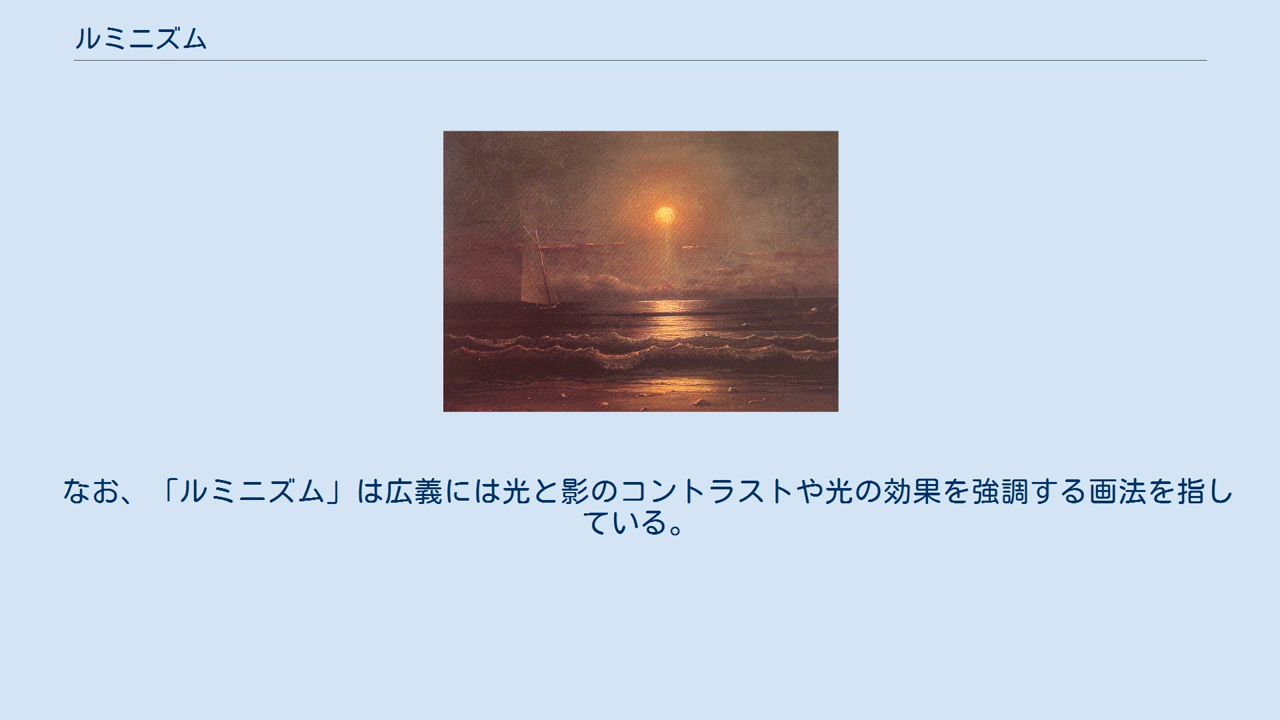 ルミニズム
なお、「ルミニズム」は広義には光と影のコントラストや光の効果を強調する画法を指し
ている。